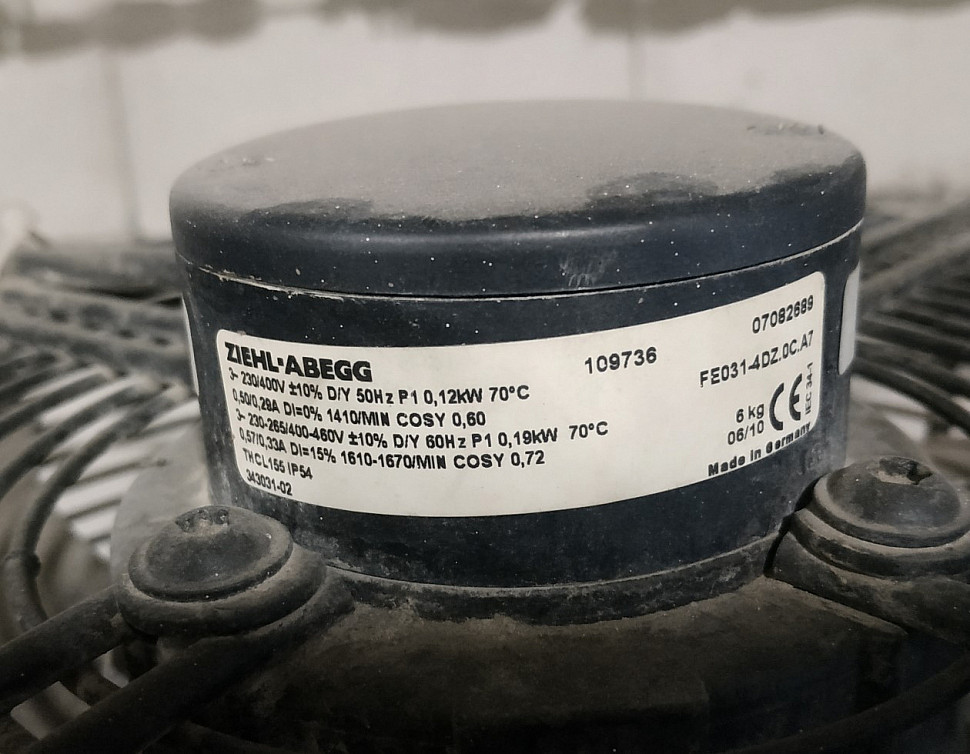 ZIEHL-ABEGG
3~ 230/400V ±10% D/Y 50Hz P1 0,12kW 70°C
0,50/0,29A DI=0% 1410/MIN COSY 0,60
3~ 230-265/400-460V ±10% D/Y 60Hz P1 0,19kW 70°C
0,57/0,33A DI=15% 1610-1670/MIN COSY 0,72
THCL155 IP54
343031-02
109736
07082689
FE031-4DZ.0C.A7
6 kg
06/10
CE
IEC 34-1
Made in Germany